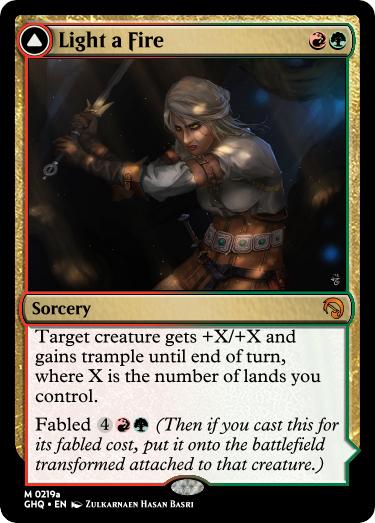 Light a Fire
Sorcery
Target creature gets +X/+X and
gains trample until end of turn,
where X is the number of lands you
control.
Fabled 4 (Then if you cast this for
its fabled cost, put it onto the battlefield
transformed attached to that creature.)
M 0219a
GHQ • EN Zulkarnaen Hasan Basri